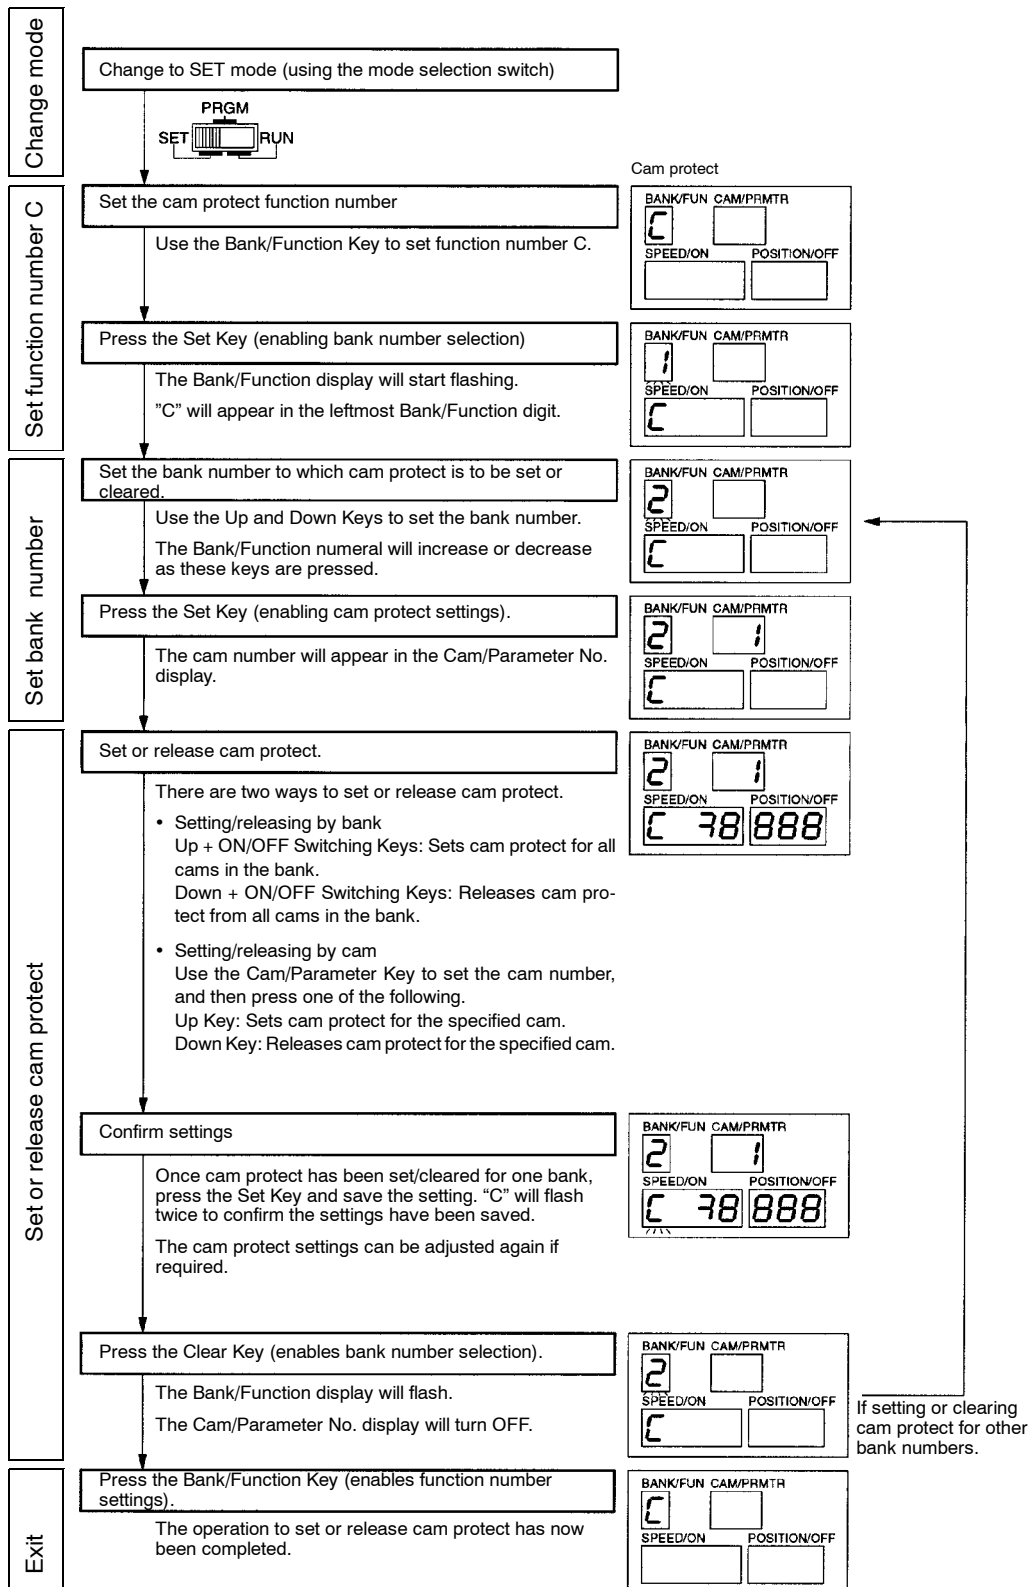 Change mode
Change to SET mode (using the mode selection switch)
PRGM
SET
RUN
Cam protect
Set function number C
Set the cam protect function number
Use the Bank/Function Key to set function number C.
BANK/FUN CAM/PRMTR
C
SPEED/ON POSITION/OFF
Press the Set Key (enabling bank number selection)
The Bank/Function display will start flashing.
”C” will appear in the leftmost Bank/Function digit.
BANK/FUN CAM/PRMTR
1
SPEED/ON POSITION/OFF
C
Set bank number
Set the bank number to which cam protect is to be set or
cleared.
Use the Up and Down Keys to set the bank number.
The Bank/Function numeral will increase or decrease
as these keys are pressed.
BANK/FUN CAM/PRMTR
2
SPEED/ON POSITION/OFF
C
Press the Set Key (enabling cam protect settings).
The cam number will appear in the Cam/Parameter No.
display.
BANK/FUN CAM/PRMTR
2 1
SPEED/ON POSITION/OFF
C
Set or release cam protect
Set or release cam protect.
There are two ways to set or release cam protect.
• Setting/releasing by bank
Up + ON/OFF Switching Keys: Sets cam protect for all
cams in the bank.
Down + ON/OFF Switching Keys: Releases cam pro-
tect from all cams in the bank.
• Setting/releasing by cam
Use the Cam/Parameter Key to set the cam number,
and then press one of the following.
Up Key: Sets cam protect for the specified cam.
Down Key: Releases cam protect for the specified cam.
BANK/FUN CAM/PRMTR
2 1
SPEED/ON POSITION/OFF
C 8 888
Confirm settings
Once cam protect has been set/cleared for one bank,
press the Set Key and save the setting. “C” will flash
twice to confirm the settings have been saved.
The cam protect settings can be adjusted again if
required.
BANK/FUN CAM/PRMTR
2 1
SPEED/ON POSITION/OFF
C 8 888
Press the Clear Key (enables bank number selection).
The Bank/Function display will flash.
The Cam/Parameter No. display will turn OFF.
BANK/FUN CAM/PRMTR
2
SPEED/ON POSITION/OFF
C
If setting or clearing
cam protect for other
bank numbers.
Exit
Press the Bank/Function Key (enables function number
settings).
The operation to set or release cam protect has now
been completed.
BANK/FUN CAM/PRMTR
C
SPEED/ON POSITION/OFF